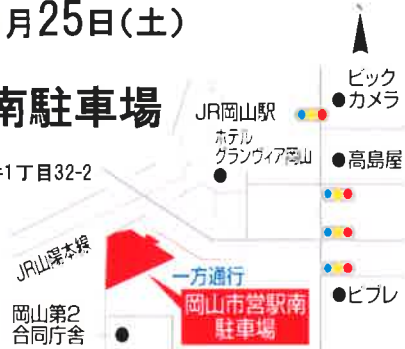 月25日(土)
南駐車場
1丁目32-2
JR岡山駅
ビック
カメラ
ホテル
グランヴィア岡山
高島屋
JR山陽本線
一方通行
岡山市営駅南
駐車場
ビブレ
岡山第2
合同庁舎